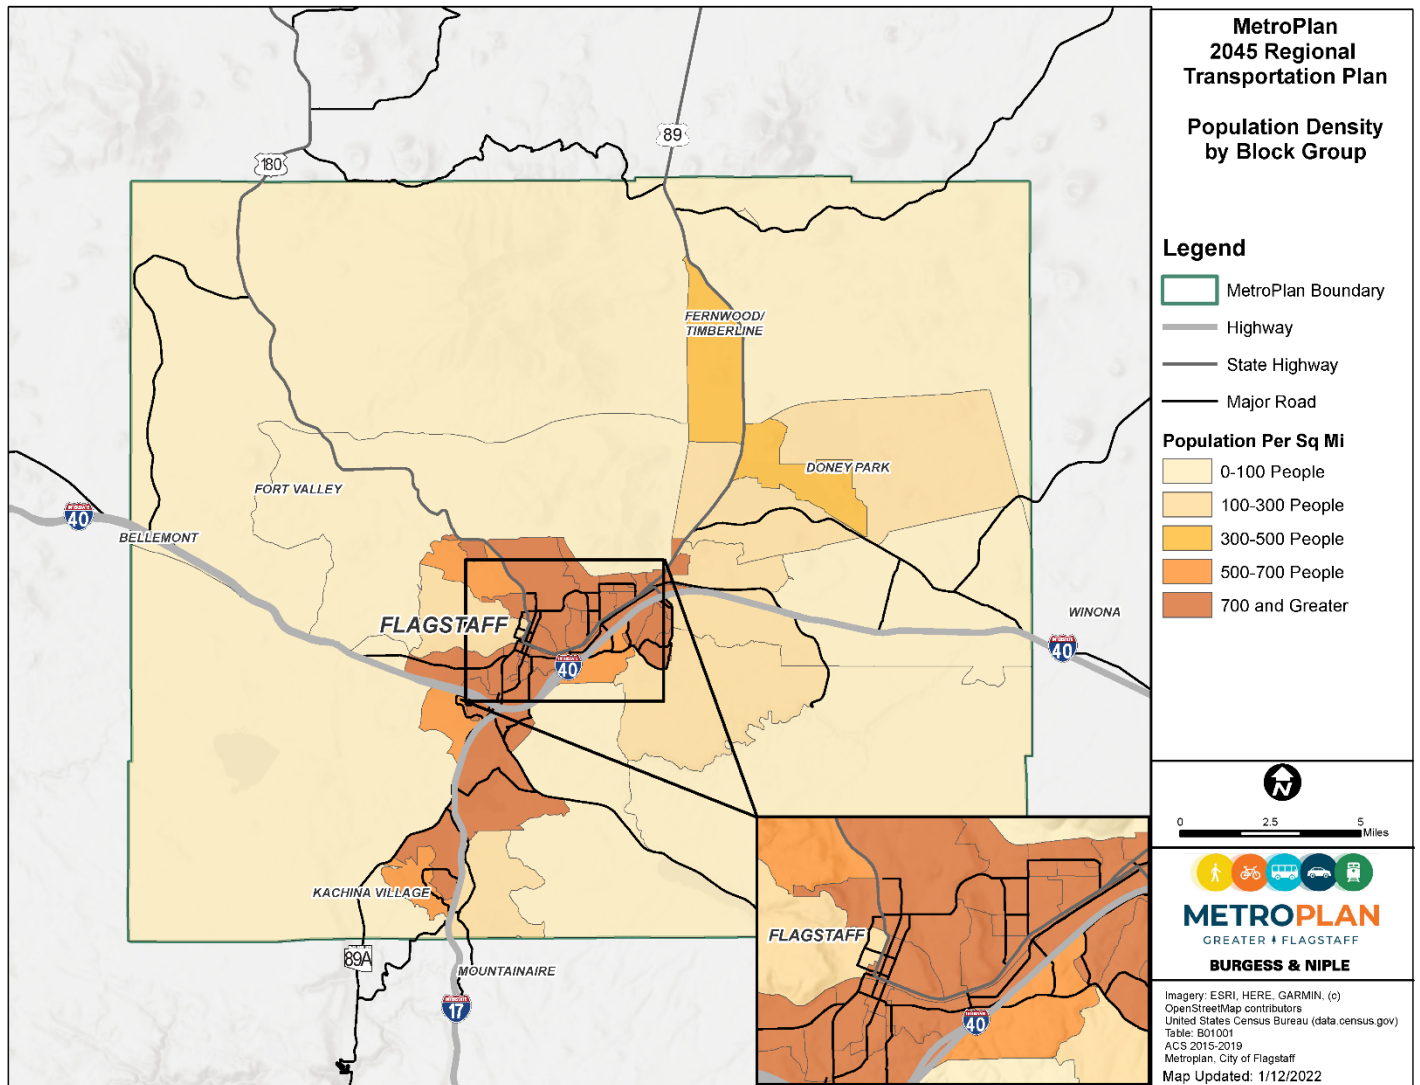 MetroPlan
2045 Regional
Transportation Plan
Population Density
by Block Group
Legend
MetroPlan Boundary
Highway
State Highway
Major Road
Population Per Sq Mi
0-100 People
100-300 People
300-500 People
500-700 People
700 and Greater
N
0 2.5 5
Miles
METROPLAN
GREATER FLAGSTAFF
BURGESS & NIPLE
Imagery: ESRI, HERE, GARMIN, (c)
OpenStreetMap contributors
United States Census Bureau (data.census.gov)
Table: B01001
ACS 2015-2019
Metroplan, City of Flagstaff
Map Updated: 1/12/2022
89
180
FERNWOOD/
TIMBERLINE
DONEY PARK
FORT VALLEY
40
BELLEMONT
WINONA
FLAGSTAFF
40
40
KACHINA VILLAGE
89A
MOUNTAINAIRE
17
FLAGSTAFF
40